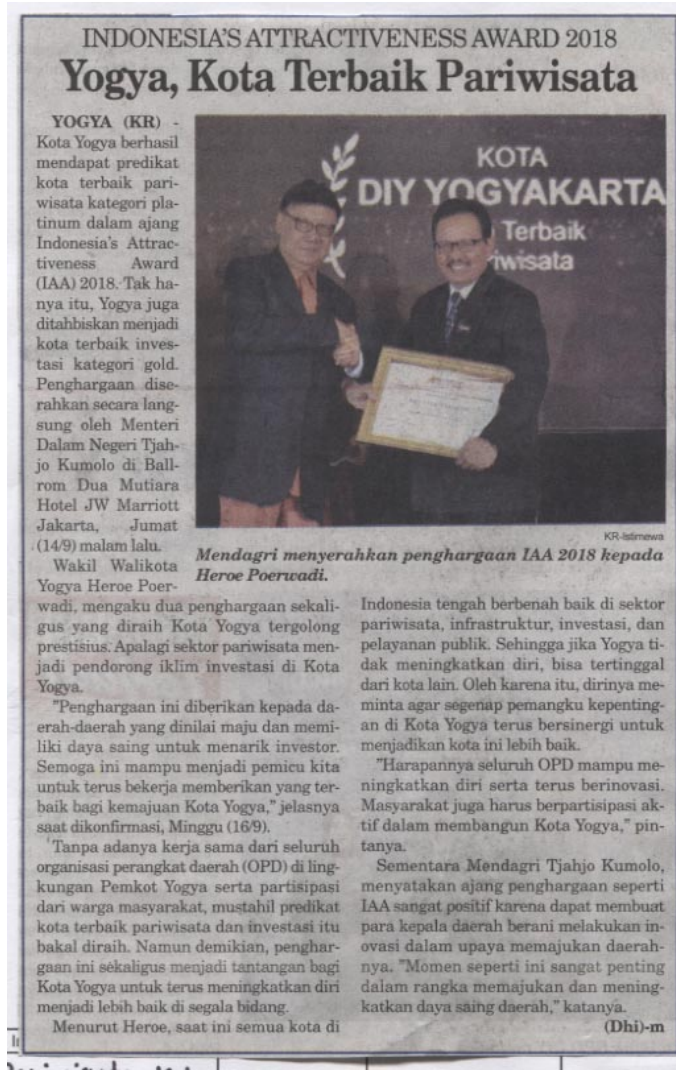 INDONESIA'S ATTRACTIVENESS AWARD 2018
Yogya, Kota Terbaik Pariwisata
YOGYA (KR) -
Kota Yogya berhasil
mendapat predikat
kota terbaik pari-
wisata kategori pla-
tinum dalam ajang
Indonesia's Attrac-
tiveness Award
(IAA) 2018. Tak ha-
nya itu, Yogya juga
ditahbiskan menjadi
kota terbaik inves-
tasi kategori gold.
Penghargaan dise-
rahkan secara lang-
sung oleh Menteri
Dalam Negeri Tjah-
jo Kumolo di Ball-
rom Dua Mutiara
Hotel JW Marriott
Jakarta, Jumat
(14/9) malam lalu.
Wakil Walikota
Yogya Heroe Poer-
wadi, mengaku dua penghargaan sekali-
gus yang diraih Kota Yogya tergolong
prestisius. Apalagi sektor pariwisata men-
jadi pendorong iklim investasi di Kota
Yogya.
"Penghargaan ini diberikan kepada da-
erah-daerah yang dinilai maju dan memi-
liki daya saing untuk menarik investor.
Semoga ini mampu menjadi pemicu kita
untuk terus bekerja memberikan yang ter-
baik bagi kemajuan Kota Yogya," jelasnya
saat dikonfirmasi, Minggu (16/9).
Tanpa adanya kerja sama dari seluruh
organisasi perangkat daerah (OPD) di ling-
kungan Pemkot Yogya serta partisipasi
dari warga masyarakat, mustahil predikat
kota terbaik pariwisata dan investasi itu
bakal diraih. Namun demikian, penghar-
gaan ini sekaligus menjadi tantangan bagi
Kota Yogya untuk terus meningkatkan diri
menjadi lebih baik di segala bidang.
Menurut Heroe, saat ini semua kota di
KOTA
DIY YOGYAKARTA
Terbaik
riwisata
KR-Istimewa
Mendagri menyerahkan penghargaan IAA 2018 kepada
Heroe Poerwadi.
Indonesia tengah berbenah baik di sektor
pariwisata, infrastruktur, investasi, dan
pelayanan publik. Sehingga jika Yogya ti-
dak meningkatkan diri, bisa tertinggal
dari kota lain. Oleh karena itu, dirinya me-
minta agar segenap pemangku kepenting-
an di Kota Yogya terus bersinergi untuk
menjadikan kota ini lebih baik.
"Harapannya seluruh OPD mampu me-
ningkatkan diri serta terus berinovasi.
Masyarakat juga harus berpartisipasi ak-
tif dalam membangun Kota Yogya," pin-
tanya.
Sementara Mendagri Tjahjo Kumolo,
menyatakan ajang penghargaan seperti
IAA sangat positif karena dapat membuat
para kepala daerah berani melakukan in-
ovasi dalam upaya memajukan daerah-
nya. "Momen seperti ini sangat penting
dalam rangka memajukan dan mening-
katkan daya saing daerah," katanya.
(Dhi)-m